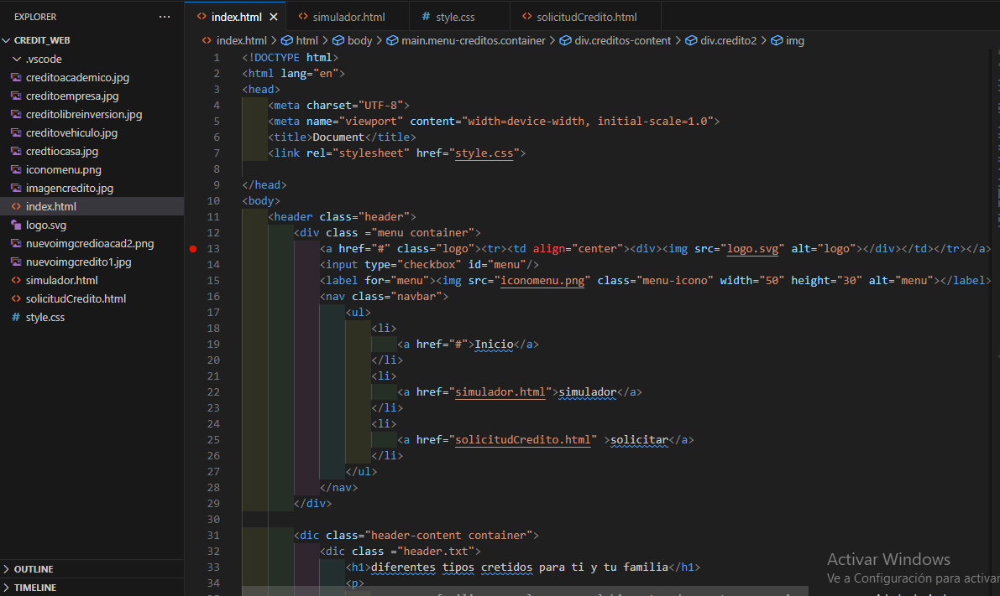 EXPLORER ···
CREDIT_WEB
.vscode
creditoacademico.jpg
creditoempresa.jpg
creditolibreinversion.jpg
creditovehiculo.jpg
credtiocasa.jpg
iconomenu.png
imagencredito.jpg
index.html
logo.svg
nuevoimgcredioacad2.png
nuevoimgcredito1.jpg
simulador.html
solicitudCredito.html
style.css
OUTLINE
TIMELINE
index.html simulador.html style.css solicitudCredito.html
index.html > html > body > main.menu-creditos.container > div.creditos-content > div.credito2 > img
1 <!DOCTYPE html>
2 <html lang="en">
3 <head>
4 <meta charset="UTF-8">
5 <meta name="viewport" content="width=device-width, initial-scale=1.0">
6 <title>Document</title>
7 <link rel="stylesheet" href="style.css">
8
9 </head>
10 <body>
11 <header class="header">
12 <div class ="menu container">
13 <a href="#" class="logo"><tr><td align="center"><div><img src="logo.svg" alt="logo"></div></td></tr></a>
14 <input type="checkbox" id="menu"/>
15 <label for="menu"><img src="iconomenu.png" class="menu-icono" width="50" height="30" alt="menu"></label>
16 <nav class="navbar">
17 <ul>
18 <li>
19 <a href="#">Inicio</a>
20 </li>
21 <li>
22 <a href="simulador.html">simulador</a>
23 </li>
24 <li>
25 <a href="solicitudCredito.html" >solicitar</a>
26 </li>
27 </ul>
28 </nav>
29 </div>
30
31 <dic class="header-content container">
32 <dic class ="header.txt">
33 <h1>diferentes tipos cretidos para ti y tu familia</h1>
34 <p>
Activar Windows
Ve a Configuración para activar